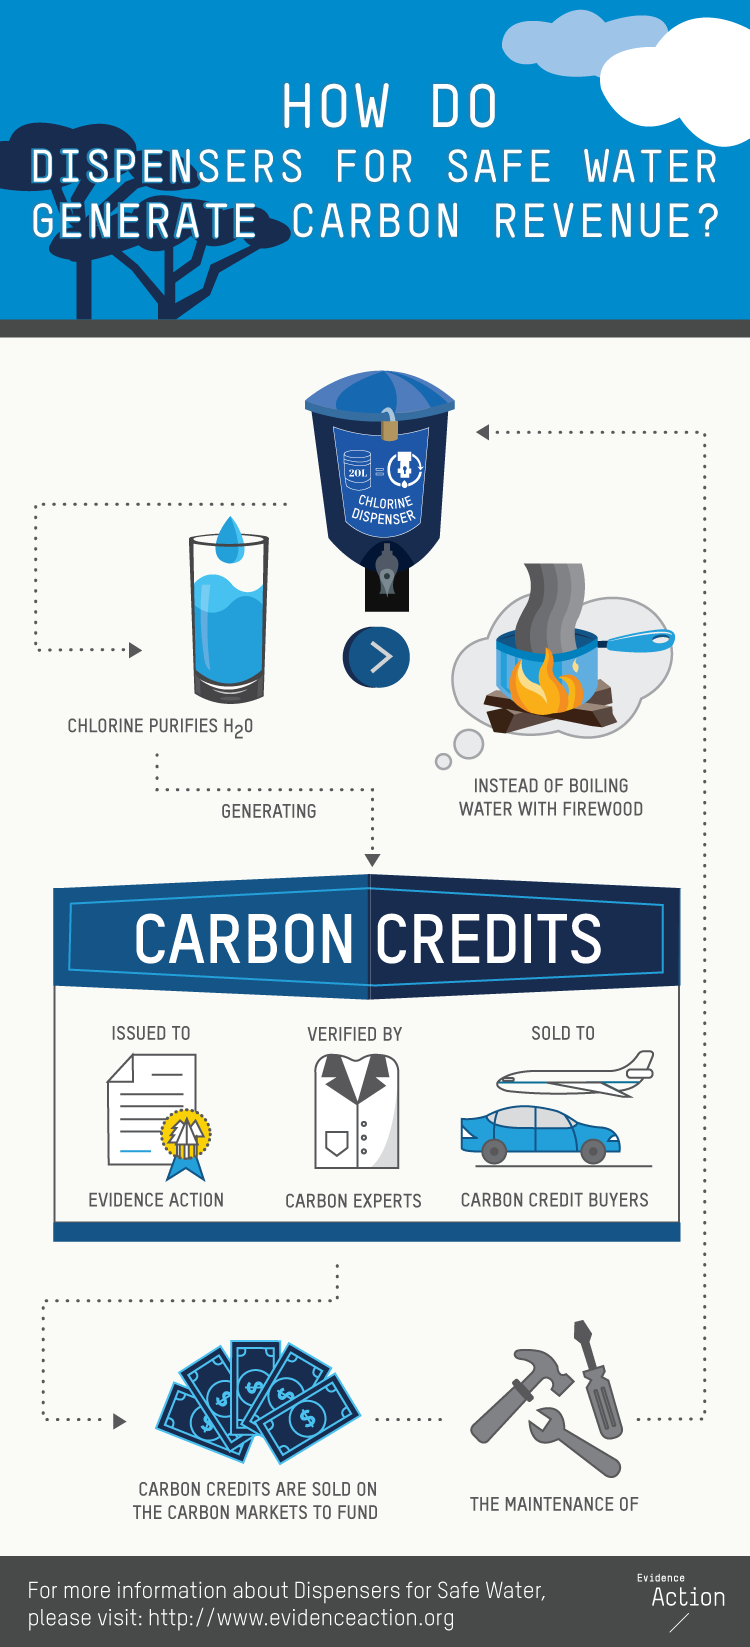 HOW DO
DISPENSERS FOR SAFE WATER
GENERATE CARBON REVENUE?
20L =
CHLORINE
DISPENSER
CHLORINE PURIFIES H20
INSTEAD OF BOILING
WATER WITH FIREWOOD
GENERATING
CARBON CREDITS
ISSUED TO
VERIFIED BY
SOLD TO
EVIDENCE ACTION
CARBON EXPERTS
CARBON CREDIT BUYERS
$ $ $ $ $
CARBON CREDITS ARE SOLD ON
THE CARBON MARKETS TO FUND
THE MAINTENANCE OF
For more information about Dispensers for Safe Water,
please visit: http://www.evidenceaction.org
Evidence
Action